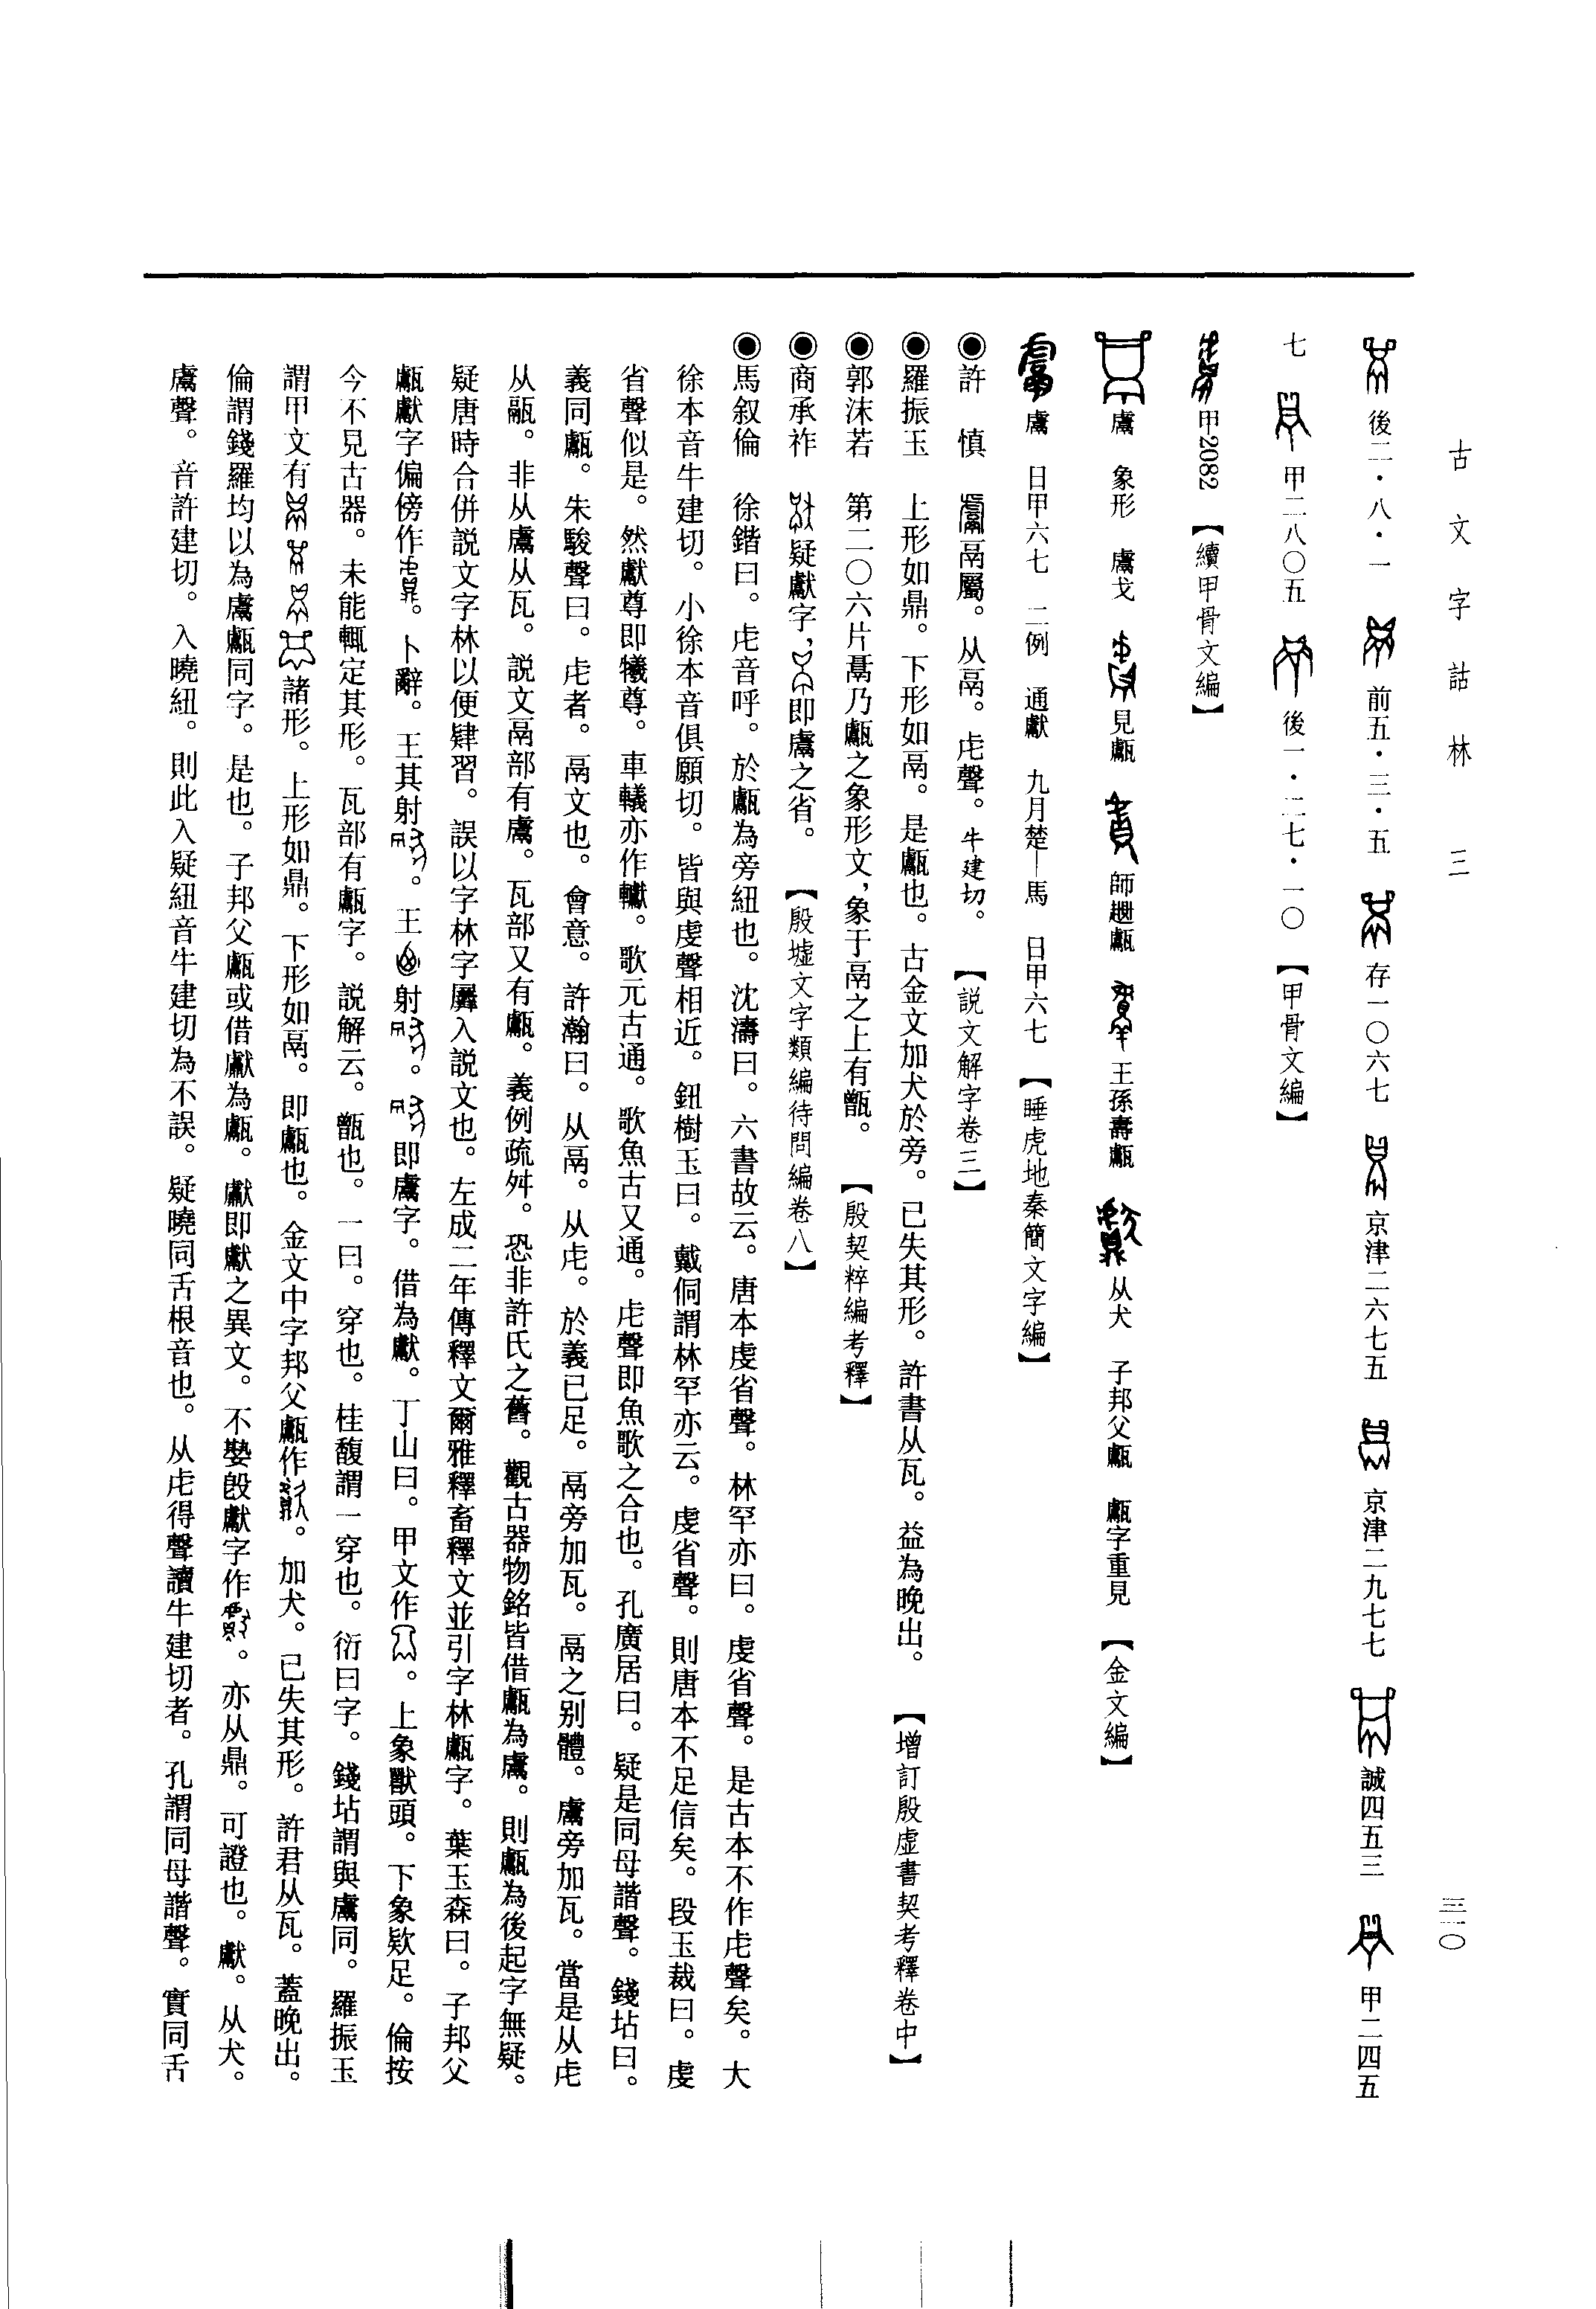 古文字詁林 三
三一〇
後二·八·一 前五·三·五 存一〇六七 京津二六七五 京津二九七七 誠四五三 甲二四五
七 甲二八〇五 後一·二七·一〇 【甲骨文編】
甲2082 【續甲骨文編】
鬳 象形 鬳戈 見甗 師趛甗 王孫壽甗 从犬 子邦父甗 甗字重見 【金文編】
鬳 日甲六七 二例 通獻 九月楚—馬 日甲六七 【睡虎地秦簡文字編】
◉許 慎 鬲屬。从鬲。虍聲。牛建切。 【説文解字卷三】
◉羅振玉 上形如鼎。下形如鬲。是甗也。古金文加犬於旁。已失其形。許書从瓦。益為晚出。 【增訂殷虛書契考釋卷中】
◉郭沫若 第二〇六片鬲乃甗之象形文，象于鬲之上有甑。 【殷契粹編考釋】
◉商承祚 疑獻字，即鬳之省。 【殷墟文字類編待問編卷八】
◉馬叙倫 徐鍇曰。虍音呼。於甗為旁紐也。沈濤曰。六書故云。唐本虔省聲。林罕亦曰。虔省聲。是古本不作虍聲矣。大
徐本音牛建切。小徐本音俱願切。皆與虔聲相近。鈕樹玉曰。戴侗謂林罕亦云。虔省聲。則唐本不足信矣。段玉裁曰。虔
省聲似是。然獻尊即犧尊。車轙亦作钀。歌元古通。歌魚古又通。虍聲即魚歌之合也。孔廣居曰。疑是同母諧聲。錢坫曰。
義同甗。朱駿聲曰。虍者。鬲文也。會意。許瀚曰。从鬲。从虍。於義已足。鬲旁加瓦。鬲之别體。鬳旁加瓦。當是从虍
从㼌。非从鬳从瓦。説文鬲部有鬳。瓦部又有甗。義例疏舛。恐非許氏之舊。觀古器物銘皆借甗為鬳。則甗為後起字無疑。
疑唐時合併説文字林以便肄習。誤以字林字羼入説文也。左成二年傳釋文爾雅釋畜釋文並引字林甗字。葉玉森曰。子邦父
甗獻字偏傍作。卜辭。王其射。王射。即鬳字。借為獻。丁山曰。甲文作。上象獸頭。下象欵足。倫按
今不見古器。未能輒定其形。瓦部有甗字。説解云。甑也。一曰。穿也。桂馥謂一穿也。衍曰字。錢坫謂與鬳同。羅振玉
謂甲文有諸形。上形如鼎。下形如鬲。即甗也。金文中字邦父甗作。加犬。已失其形。許君从瓦。蓋晚出。
倫謂錢羅均以為鬳甗同字。是也。子邦父甗或借獻為甗。獻即獻之異文。不嫢𣪘獻字作。亦从鼎。可證也。獻。从犬。
鬳聲。音許建切。入曉紐。則此入疑紐音牛建切為不誤。疑曉同舌根音也。从虍得聲讀牛建切者。孔謂同母諧聲。實同舌